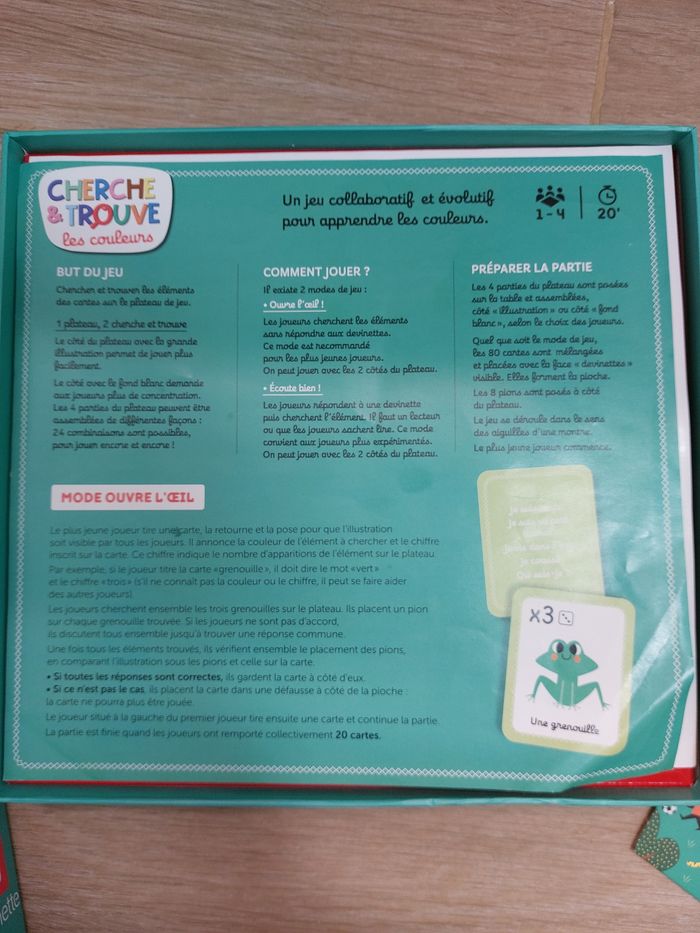 CHERCHE
& TROUVE
les couleurs
Un jeu collaboratif et évolutif
pour apprendre les couleurs.
1 - 4
20'
BUT DU JEU
Chercher et trouver les éléments
des cartes sur le plateau de jeu.
1 plateau, 2 cherche et trouve
Le côté du plateau avec la grande
illustration permet de jouer plus
facilement.
Le côté avec le fond blanc demande
aux joueurs plus de concentration.
Les 4 parties du plateau peuvent être
assemblées de différentes façons :
24 combinaisons sont possibles,
pour jouer encore et encore !
COMMENT JOUER ?
Il existe 2 modes de jeu :
• Ouvre l'œil !
Les joueurs cherchent les éléments
sans répondre aux devinettes.
Ce mode est recommandé
pour les plus jeunes joueurs.
On peut jouer avec les 2 côtés du plateau.
• Écoute bien !
Les joueurs répondent à une devinette
puis cherchent l'élément. Il faut un lecteur
ou que les joueurs sachent lire. Ce mode
convient aux joueurs plus expérimentés.
On peut jouer avec les 2 côtés du plateau.
PRÉPARER LA PARTIE
Les 4 parties du plateau sont posées
sur la table et assemblées,
côté « illustration » ou côté « fond
blanc », selon le choix des joueurs.
Quel que soit le mode de jeu,
les 80 cartes sont mélangées
et placées avec la face « devinettes »
visible. Elles forment la pioche.
Les 8 pions sont posés à côté
du plateau.
Le jeu se déroule dans le sens
des aiguilles d'une montre.
Le plus jeune joueur commence.
MODE OUVRE L'ŒIL
Le plus jeune joueur tire une carte, la retourne et la pose pour que l'illustration
soit visible par tous les joueurs. Il annonce la couleur de l'élément à chercher et le chiffre
inscrit sur la carte. Ce chiffre indique le nombre d'apparitions de l'élément sur le plateau.
Par exemple, si le joueur tire la carte « grenouille », il doit dire le mot « vert »
et le chiffre « trois » (s'il ne connaît pas la couleur ou le chiffre, il peut se faire aider
des autres joueurs).
Les joueurs cherchent ensemble les trois grenouilles sur le plateau. Ils placent un pion
sur chaque grenouille trouvée. Si les joueurs ne sont pas d'accord,
ils discutent tous ensemble jusqu'à trouver une réponse commune.
Une fois tous les éléments trouvés, ils vérifient ensemble le placement des pions,
en comparant l'illustration sous les pions et celle sur la carte.
• Si toutes les réponses sont correctes, ils gardent la carte à côté d'eux.
• Si ce n'est pas le cas, ils placent la carte dans une défausse à côté de la pioche :
la carte ne pourra plus être jouée.
Le joueur situé à la gauche du premier joueur tire ensuite une carte et continue la partie.
La partie est finie quand les joueurs ont remporté collectivement 20 cartes.
x3
Une grenouille